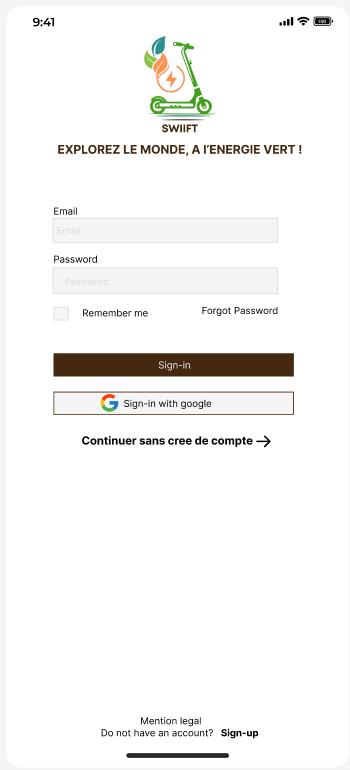 9:41
SWIIFT
EXPLOREZ LE MONDE, A l'ENERGIE VERT !
Email
Email
Password
Password
Remember me Forgot Password
Sign-in
Sign-in with google
Continuer sans cree de compte →
Mention legal
Do not have an account? Sign-up